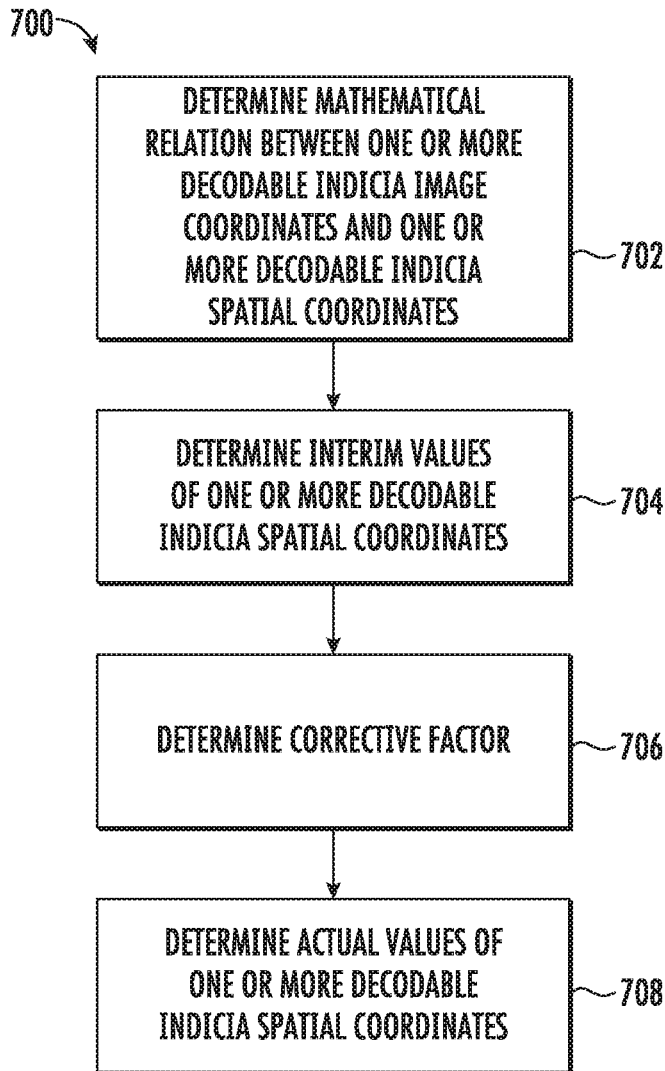 700
DETERMINE MATHEMATICAL
RELATION BETWEEN ONE OR MORE
DECODABLE INDICIA IMAGE
COORDINATES AND ONE OR
MORE DECODABLE INDICIA
SPATIAL COORDINATES
702
DETERMINE INTERIM VALUES
OF ONE OR MORE DECODABLE
INDICIA SPATIAL COORDINATES
704
DETERMINE CORRECTIVE FACTOR
706
DETERMINE ACTUAL VALUES OF
ONE OR MORE DECODABLE
INDICIA SPATIAL COORDINATES
708